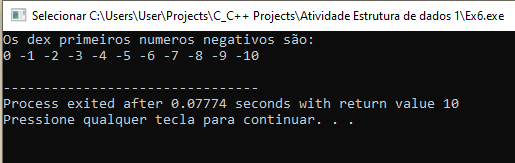 Selecionar C:\Users\User\Projects\C_C++ Projects\Atividade Estrutura de dados 1\Ex6.exe
Os dex primeiros numeros negativos são:
0 -1 -2 -3 -4 -5 -6 -7 -8 -9 -10
--------------------------------
Process exited after 0.07774 seconds with return value 10
Pressione qualquer tecla para continuar. . .